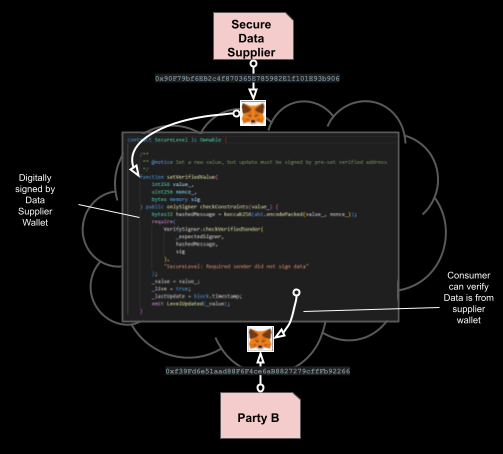 Secure
Data
Supplier
0x90F79bf6EB2c4f870365E785982E1f101E93b906
contract SecureLevel is Ownable {
/**
** @notice Set a new value, but update must be signed by pre-set verified address
*/
function setVerifiedValue(
int256 value_,
uint256 nonce_,
bytes memory sig
) public onlySigner checkConstraints(value_) {
bytes32 hashedMessage = keccak256(abi.encodePacked(value_, nonce_));
require(
VerifySigner.checkVerifiedSender(
_expectedSigner,
hashedMessage,
sig
),
"SecureLevel: Required sender did not sign data"
);
_value = value_;
_live = true;
_lastUpdate = block.timestamp;
emit LevelUpdated(_value);
}
Digitally
signed by
Data
Supplier
Wallet
Consumer
can verify
Data is from
supplier
wallet
0xf39Fd6e51aad88F6F4ce6aB8827279cffFb92266
Party B